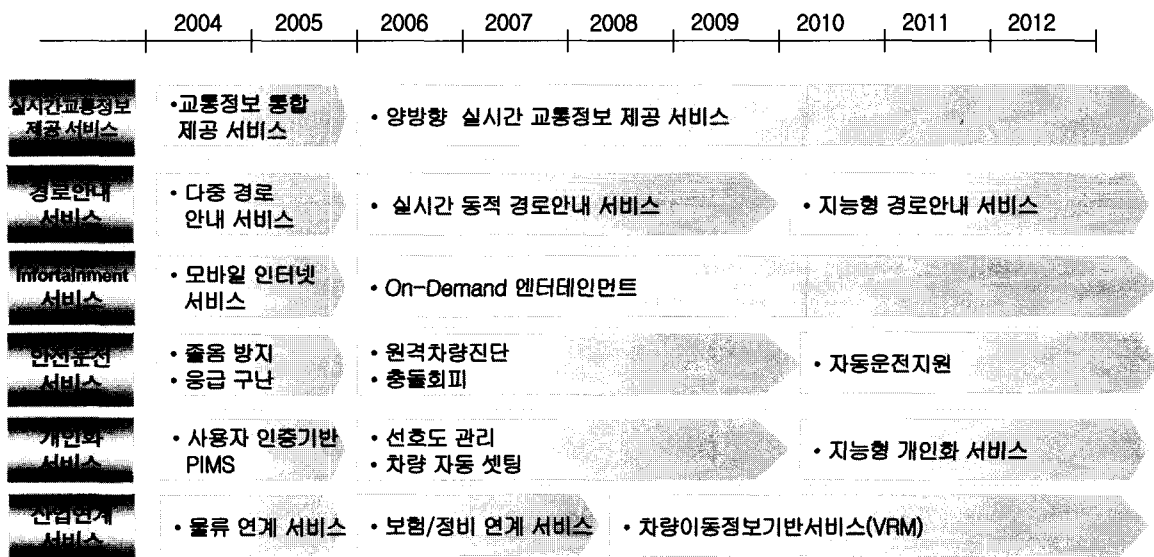 2004 2005 2006 2007 2008 2009 2010 2011 2012
실시간교통정보
제공 서비스
•교통정보 통합
제공 서비스
• 양방향 실시간 교통정보 제공 서비스
경로안내
서비스
• 다중 경로
안내 서비스
• 실시간 동적 경로안내 서비스
• 지능형 경로안내 서비스
Infortainment
서비스
• 모바일 인터넷
서비스
• On-Demand 엔터테인먼트
안전운전
서비스
• 졸음 방지
• 응급 구난
• 원격차량진단
• 충돌회피
• 자동운전지원
개인화
서비스
• 사용자 인증기반
PIMS
• 선호도 관리
• 차량 자동 셋팅
• 지능형 개인화 서비스
산업연계
서비스
• 물류 연계 서비스
• 보험/정비 연계 서비스
• 차량이동정보기반서비스(VRM)